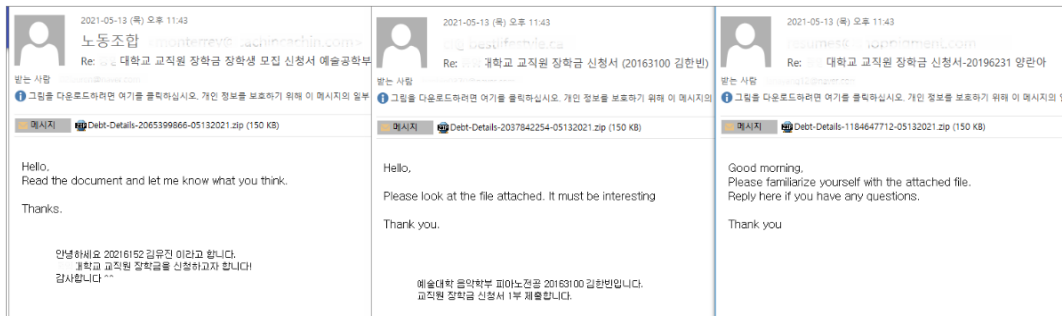 2021-05-13 (목) 오후 11:43
노동조합
Re: 대학교 교직원 장학금 장학생 모집 신청서 예술공학부
받는 사람
그림을 다운로드하려면 여기를 클릭하십시오. 개인 정보를 보호하기 위해 이 메시지의 일부
메시지 Debt-Details-2065399866-05132021.zip (150 KB)
Hello,
Read the document and let me know what you think.
Thanks.
안녕하세요 20216152 김유진 이라고 합니다.
대학교 교직원 장학금을 신청하고자 합니다!
감사합니다 ^^
2021-05-13 (목) 오후 11:43
Re: 대학교 교직원 장학금 신청서 (20163100 김한빈)
받는 사람
그림을 다운로드하려면 여기를 클릭하십시오. 개인 정보를 보호하기 위해 이 메시지의
메시지 Debt-Details-2037842254-05132021.zip (150 KB)
Hello,
Please look at the file attached. It must be interesting
Thank you.
예술대학 음악학부 피아노전공 20163100 김한빈입니다.
교직원 장학금 신청서 1부 제출합니다.
2021-05-13 (목) 오후 11:43
Re: 대학교 교직원 장학금 신청서-20196231 양란아
받는 사람
그림을 다운로드하려면 여기를 클릭하십시오. 개인 정보를 보호하기 위해 이 메시지의 일
메시지 Debt-Details-1184647712-05132021.zip (150 KB)
Good morning,
Please familiarize yourself with the attached file.
Reply here if you have any questions.
Thank you